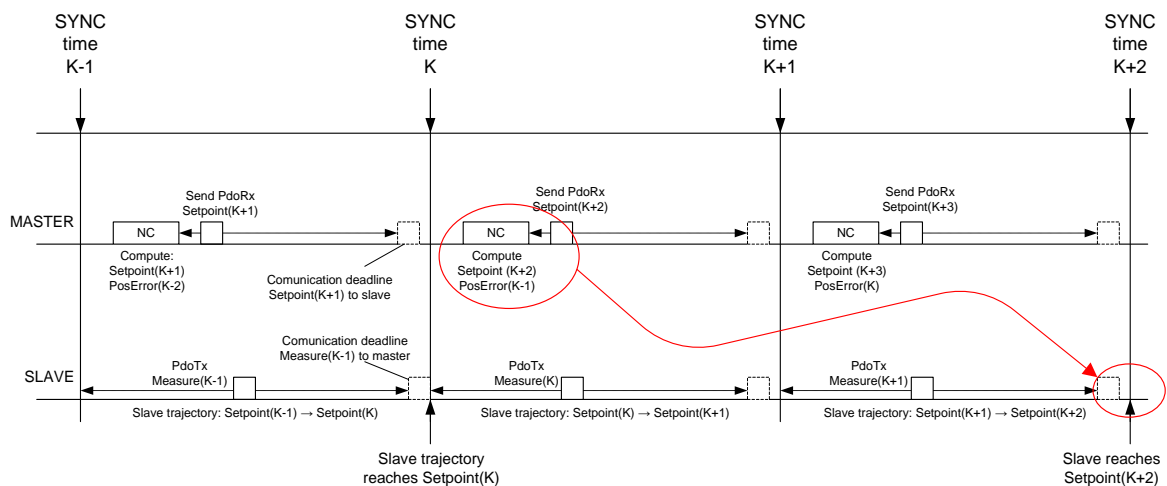 SYNC
time
K-1
SYNC
time
K
SYNC
time
K+1
SYNC
time
K+2
MASTER
Send PdoRx
Setpoint(K+1)
NC
Compute:
Setpoint(K+1)
PosError(K-2)
Comunication deadline
Setpoint(K+1) to slave
Send PdoRx
Setpoint(K+2)
NC
Compute
Setpoint (K+2)
PosError(K-1)
Send PdoRx
Setpoint(K+3)
NC
Compute
Setpoint (K+3)
PosError(K)
Comunication deadline
Measure(K-1) to master
SLAVE
PdoTx
Measure(K-1)
Slave trajectory: Setpoint(K-1) → Setpoint(K)
PdoTx
Measure(K)
Slave trajectory: Setpoint(K) → Setpoint(K+1)
PdoTx
Measure(K+1)
Slave trajectory: Setpoint(K+1) → Setpoint(K+2)
Slave trajectory
reaches Setpoint(K)
Slave reaches
Setpoint(K+2)